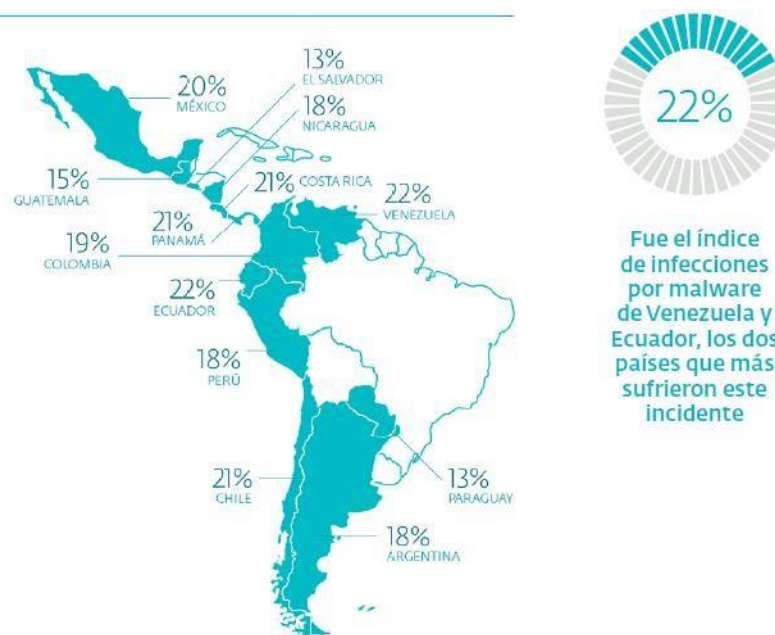 13%
EL SALVADOR
20%
MÉXICO
18%
NICARAGUA
15%
GUATEMALA
21% COSTA RICA
22%
VENEZUELA
21%
PANAMÁ
19%
COLOMBIA
22%
ECUADOR
18%
PERÚ
21%
CHILE
13%
PARAGUAY
18%
ARGENTINA
22%
Fue el índice
de infecciones
por malware
de Venezuela y
Ecuador, los dos
países que más
sufrieron este
incidente